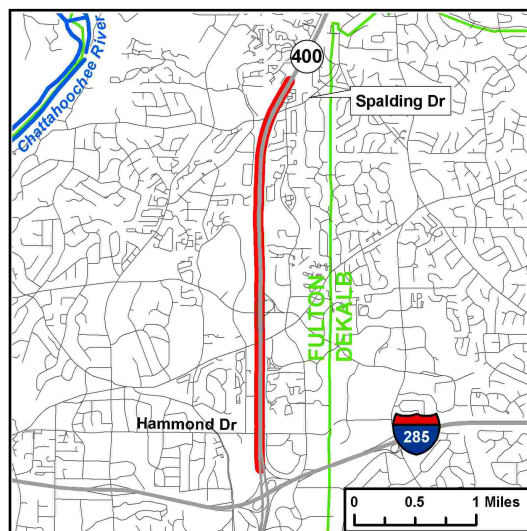 400
Chattahoochee River
Spalding Dr
FULTON
DEKALB
Hammond Dr
285
0 0.5 1 Miles